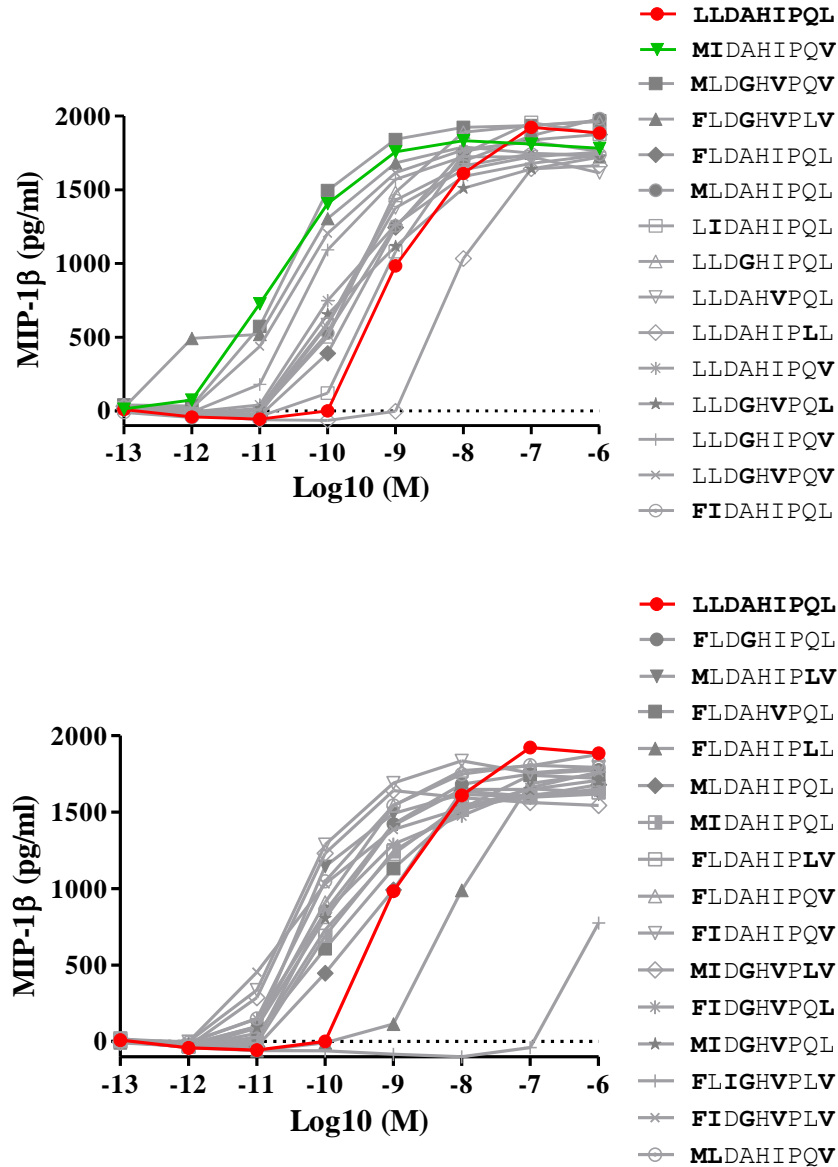 LLDAHIPQL
MIDAHIPQV
MLDGHVPQV
FLDGHVPLV
FLDAHIPQL
MLDAHIPQL
LIDAHIPQL
LLDGHIPQL
LLDAHVPQL
LLDAHIPLL
LLDAHIPQV
LLDGHVPQL
LLDGHIPQV
LLDGHVPQV
FIDAHIPQL
MIP-1β (pg/ml)
2000
1500
1000
500
0
-13 -12 -11 -10 -9 -8 -7 -6
Log10 (M)
LLDAHIPQL
FLDGHIPQL
MLDAHIPLV
FLDAHVPQL
FLDAHIPLL
MLDAHIPQL
MIDAHIPQL
FLDAHIPLV
FLDAHIPQV
FIDAHIPQV
MIDGHVPLV
FIDGHVPQL
MIDGHVPQL
FLIGHVPLV
FIDGHVPLV
MLDAHIPQV
MIP-1β (pg/ml)
2000
1500
1000
500
0
-13 -12 -11 -10 -9 -8 -7 -6
Log10 (M)